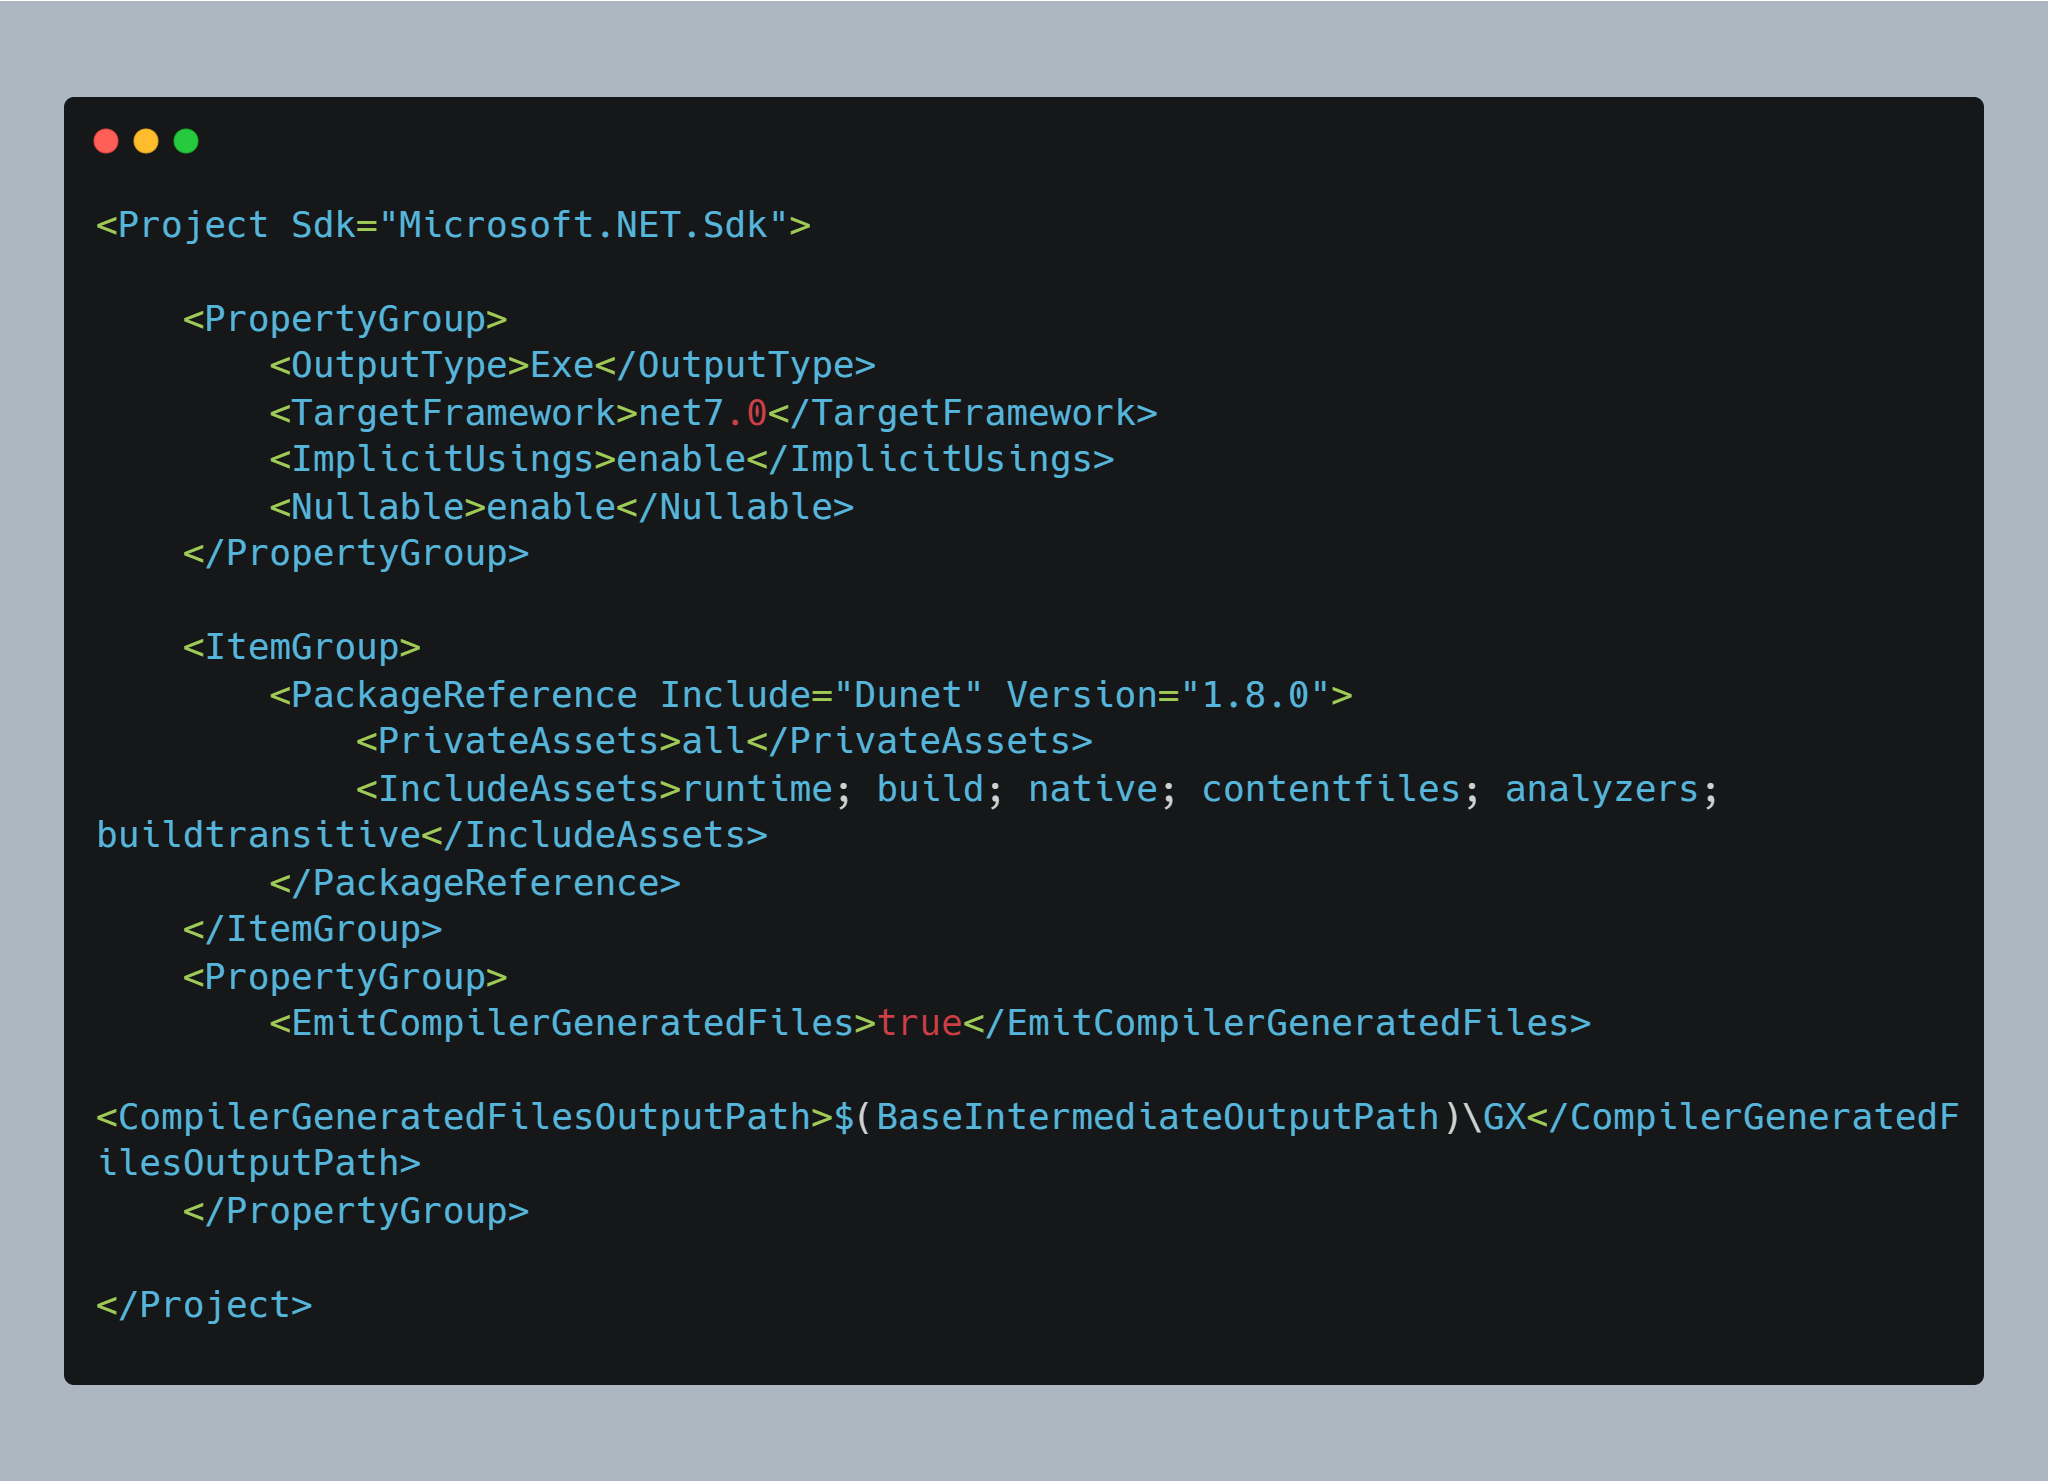 <Project Sdk="Microsoft.NET.Sdk">
    <PropertyGroup>
        <OutputType>Exe</OutputType>
        <TargetFramework>net7.0</TargetFramework>
        <ImplicitUsings>enable</ImplicitUsings>
        <Nullable>enable</Nullable>
    </PropertyGroup>
    <ItemGroup>
        <PackageReference Include="Dunet" Version="1.8.0">
            <PrivateAssets>all</PrivateAssets>
            <IncludeAssets>runtime; build; native; contentfiles; analyzers;
buildtransitive</IncludeAssets>
        </PackageReference>
    </ItemGroup>
    <PropertyGroup>
        <EmitCompilerGeneratedFiles>true</EmitCompilerGeneratedFiles>
<CompilerGeneratedFilesOutputPath>$(BaseIntermediateOutputPath)\GX</CompilerGeneratedF
ilesOutputPath>
    </PropertyGroup>
</Project>